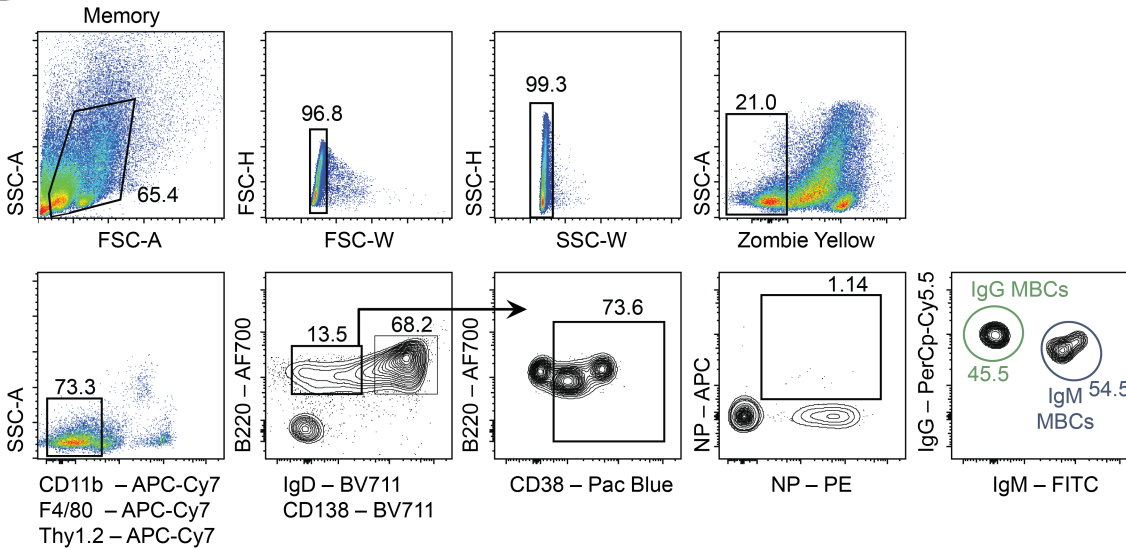 Memory
SSC-A
65.4
FSC-A
96.8
FSC-H
FSC-W
99.3
SSC-H
SSC-W
21.0
SSC-A
Zombie Yellow
73.3
SSC-A
CD11b – APC-Cy7
F4/80 – APC-Cy7
Thy1.2 – APC-Cy7
13.5
68.2
B220 – AF700
IgD – BV711
CD138 – BV711
73.6
B220 – AF700
CD38 – Pac Blue
1.14
NP – APC
NP – PE
IgG MBCs
45.5
IgM 54.5
MBCs
IgG – PerCp-Cy5.5
IgM – FITC